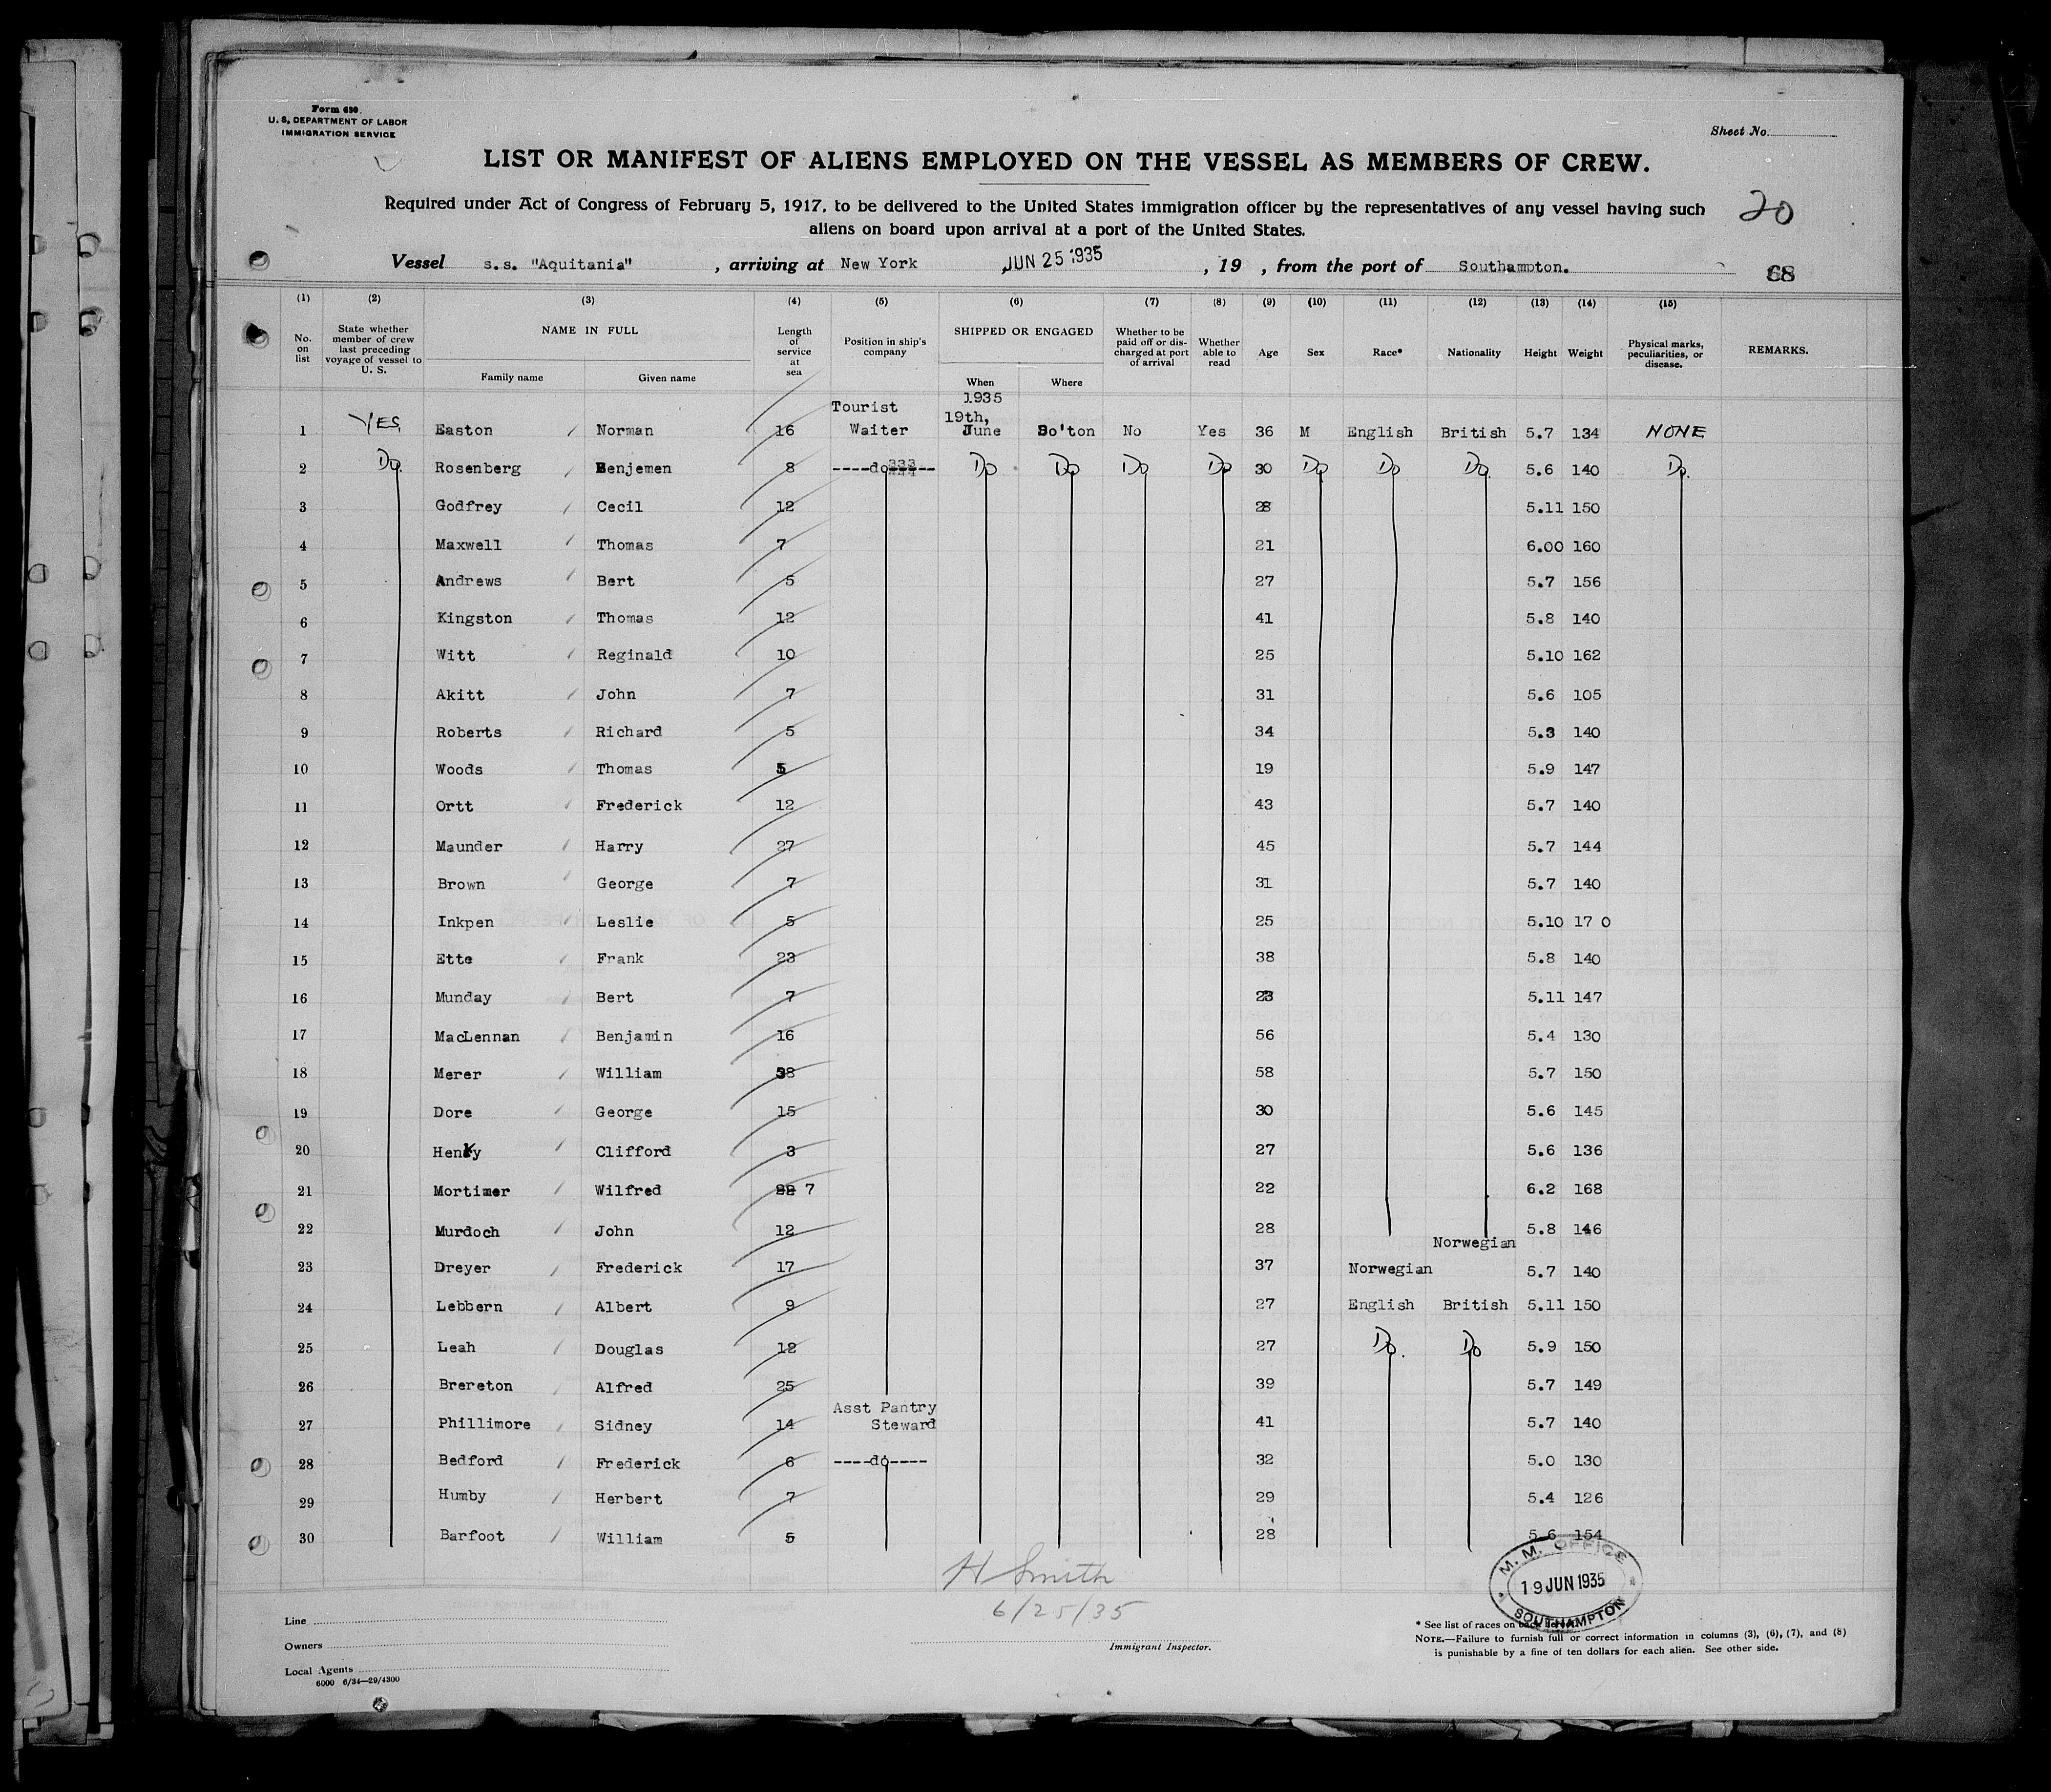 Form 630.
U. S. DEPARTMENT OF LABOR
IMMIGRATION SERVICE
Sheet No.
LIST OR MANIFEST OF ALIENS EMPLOYED ON THE VESSEL AS MEMBERS OF CREW.
Required under Act of Congress of February 5, 1917, to be delivered to the United States immigration officer by the representatives of any vessel having such
aliens on board upon arrival at a port of the United States.
20
Vessel s.s. "Aquitania" , arriving at New York JUN 25 1935 , 19 , from the port of Southampton.
68
(1) (2) (3) (4) (5) (6) (7) (8) (9) (10) (11) (12) (13) (14) (15)
No. on list
State whether member of crew last preceding voyage of vessel to U. S.
NAME IN FULL
Family name Given name
Length of service at sea
Position in ship's company
SHIPPED OR ENGAGED
When Where
Whether to be paid off or discharged at port of arrival
Whether able to read
Age Sex Race* Nationality Height Weight
Physical marks, peculiarities, or disease.
REMARKS.
1935
Tourist 19th,
1 YES, Easton Norman 16 Waiter June So'ton No Yes 36 M English British 5.7 134 NONE
2 Do. Rosenberg Benjemen 8 ----do---- Do Do Do Do 30 Do Do Do. 5.6 140 Do.
3 Godfrey Cecil 12 28 5.11 150
4 Maxwell Thomas 7 21 6.00 160
5 Andrews Bert 5 27 5.7 156
6 Kingston Thomas 12 41 5.8 140
7 Witt Reginald 10 25 5.10 162
8 Akitt John 7 31 5.6 105
9 Roberts Richard 5 34 5.3 140
10 Woods Thomas 5 19 5.9 147
11 Ortt Frederick 12 43 5.7 140
12 Maunder Harry 27 45 5.7 144
13 Brown George 7 31 5.7 140
14 Inkpen Leslie 5 25 5.10 17 0
15 Ette Frank 23 38 5.8 140
16 Munday Bert 7 23 5.11 147
17 MacLennan Benjamin 16 56 5.4 130
18 Merer William 38 58 5.7 150
19 Dore George 15 30 5.6 145
20 Clifford 3 27 5.6 136
21 Mortimer Wilfred 7 22 6.2 168
22 Murdoch John 12 28 5.8 146
23 Dreyer Frederick 17 37 Norwegian Norwegian 5.7 140
24 Lebbern Albert 9 27 English British 5.11 150
25 Leah Douglas 12 27 Do. Do 5.9 150
26 Brereton Alfred 25 39 5.7 149
Asst Pantry
27 Phillimore Sidney 14 Steward 41 5.7 140
28 Bedford Frederick 6 ----do---- 32 5.0 130
29 Humby Herbert 7 29 5.4 126
30 Barfoot William 5 28 5.6 154
H Smith
6/25/35
M. M. OFFICE
19 JUN 1935
SOUTHAMPTON
Line
Owners
Local Agents
6000 6/34—29/4300
Immigrant Inspector.
* See list of races on back
NOTE.—Failure to furnish full or correct information in columns (3), (6), (7), and (8)
is punishable by a fine of ten dollars for each alien. See other side.